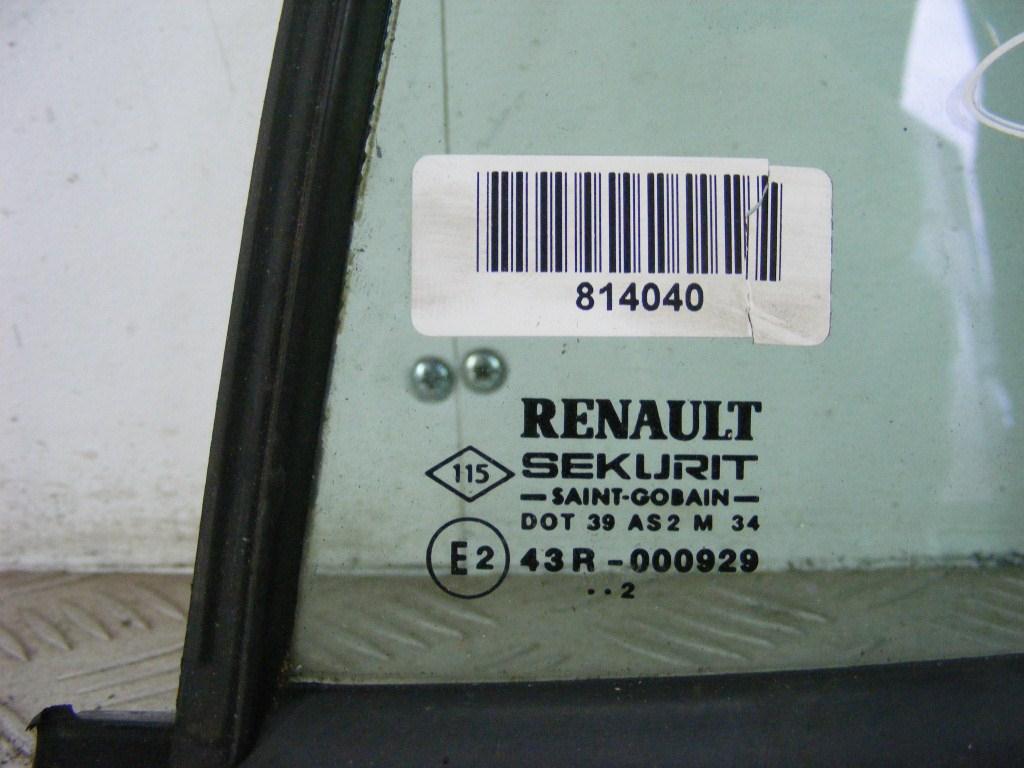 814040
RENAULT
115
SEKURIT
SAINT-GOBAIN
DOT 39 AS2 M 34
E2 43R-000929
..2